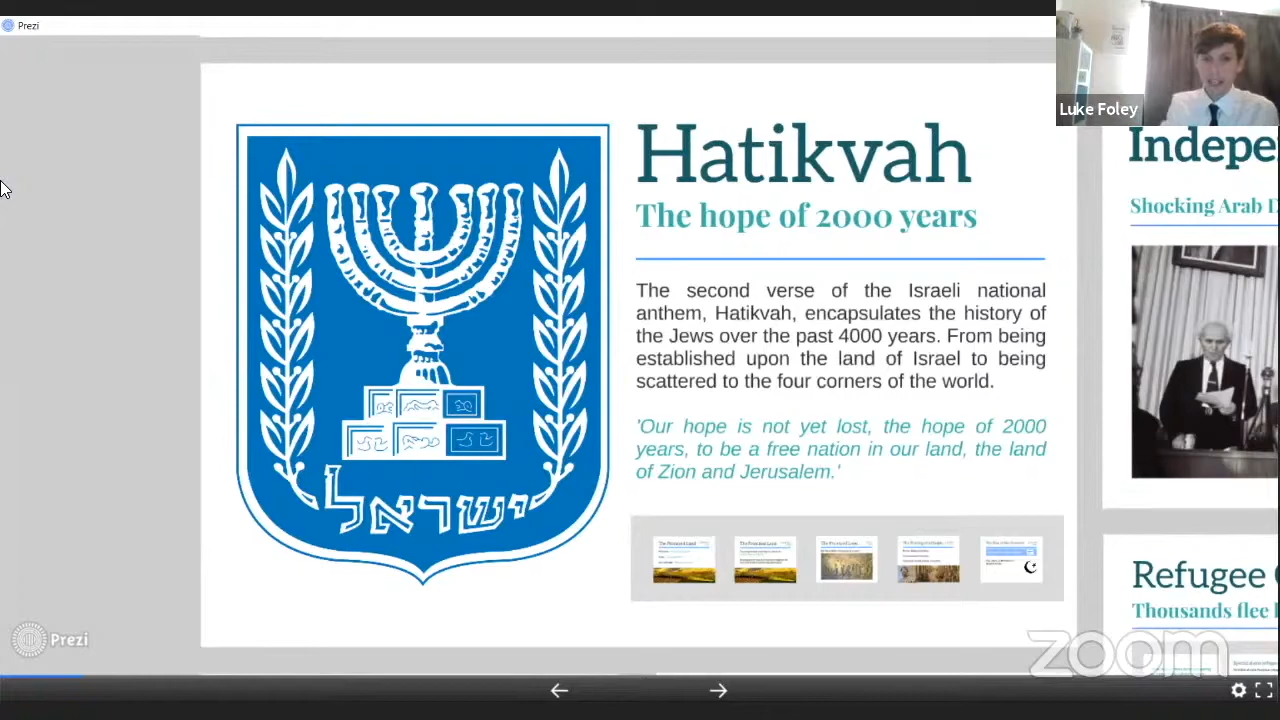 Prezi
Luke Foley
Hatikvah
The hope of 2000 years
The second verse of the Israeli national
anthem, Hatikvah, encapsulates the history of
the Jews over the past 4000 years. From being
established upon the land of Israel to being
scattered to the four corners of the world.
'Our hope is not yet lost, the hope of 2000
years, to be a free nation in our land, the land
of Zion and Jerusalem.'
ישראל
Indepe
Shocking Arab
Refugee
Thousands flee
Prezi
zoom